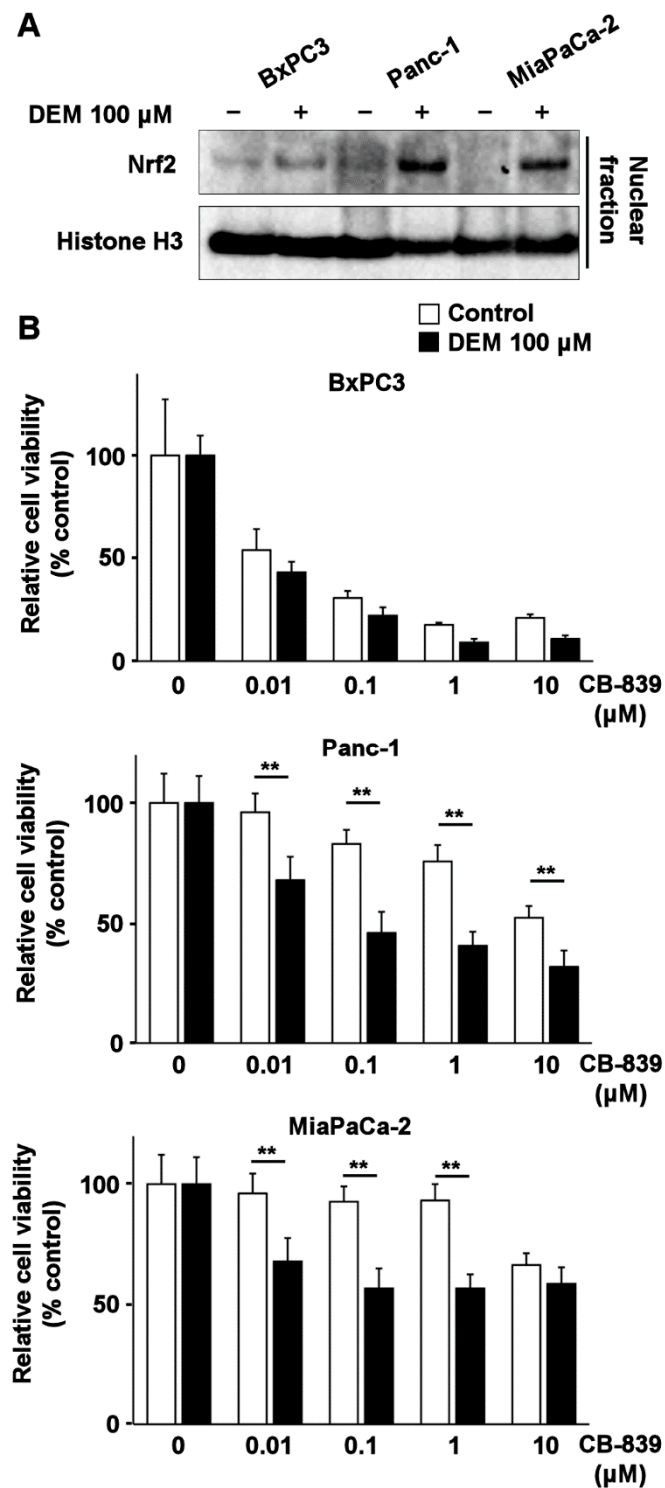 A
BxPC3 Panc-1 MiaPaCa-2
DEM 100 µM − + − + − +
Nrf2
Histone H3
Nuclear
fraction
B
Control
DEM 100 µM
BxPC3
Relative cell viability
(% control)
100
50
0
0 0.01 0.1 1 10 CB-839
(µM)
Panc-1
Relative cell viability
(% control)
100
50
0
** ** ** **
0 0.01 0.1 1 10 CB-839
(µM)
MiaPaCa-2
Relative cell viability
(% control)
100
50
0
** ** **
0 0.01 0.1 1 10 CB-839
(µM)